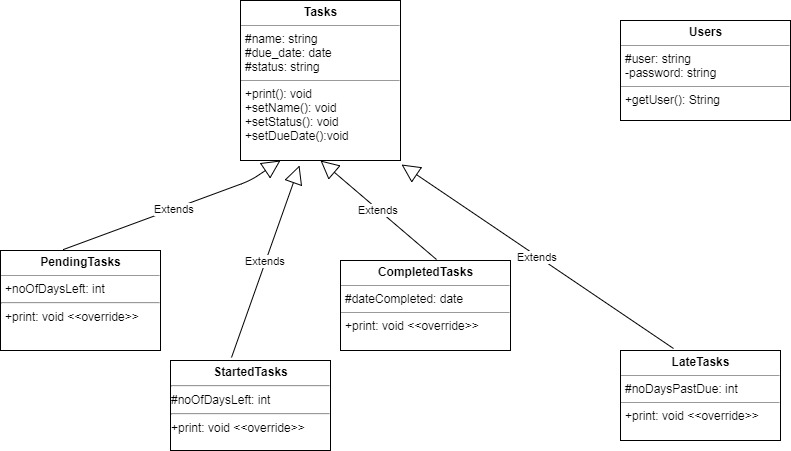 Tasks
#name: string
#due_date: date
#status: string
+print(): void
+setName(): void
+setStatus(): void
+setDueDate():void
Users
#user: string
-password: string
+getUser(): String
Extends
Extends
Extends
Extends
PendingTasks
+noOfDaysLeft: int
+print: void <<override>>
StartedTasks
#noOfDaysLeft: int
+print: void <<override>>
CompletedTasks
#dateCompleted: date
+print: void <<override>>
LateTasks
#noDaysPastDue: int
+print: void <<override>>